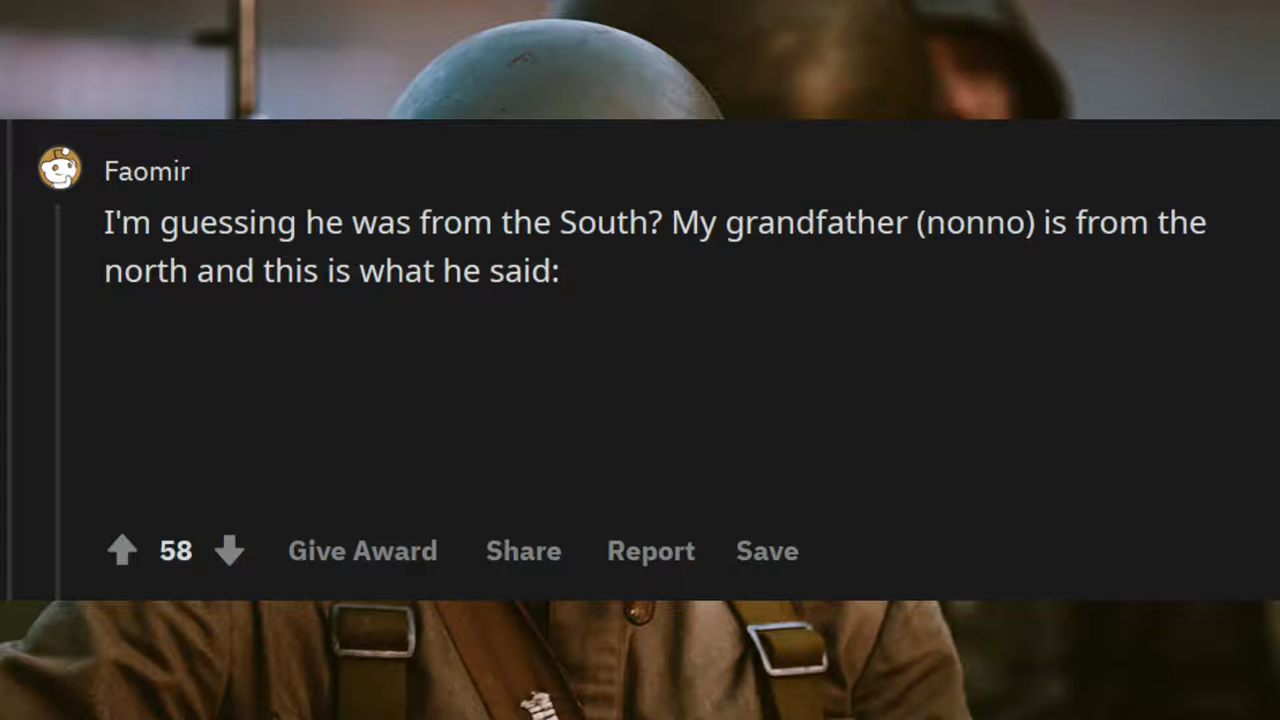 Faomir
I'm guessing he was from the South? My grandfather (nonno) is from the
north and this is what he said:
58 Give Award Share Report Save